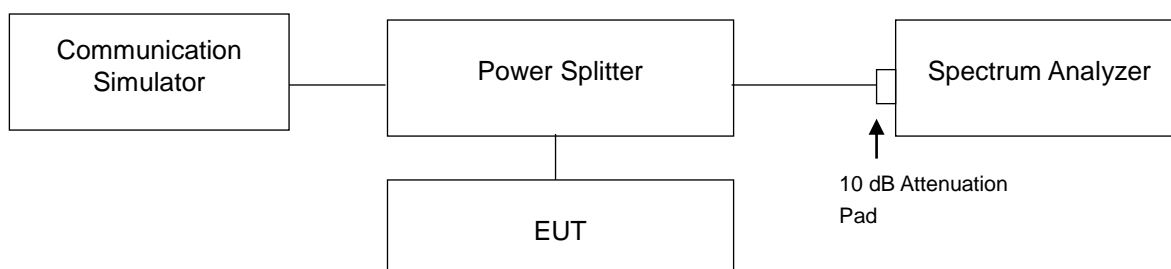 Communication
Simulator
Power Splitter
Spectrum Analyzer
10 dB Attenuation
Pad
EUT